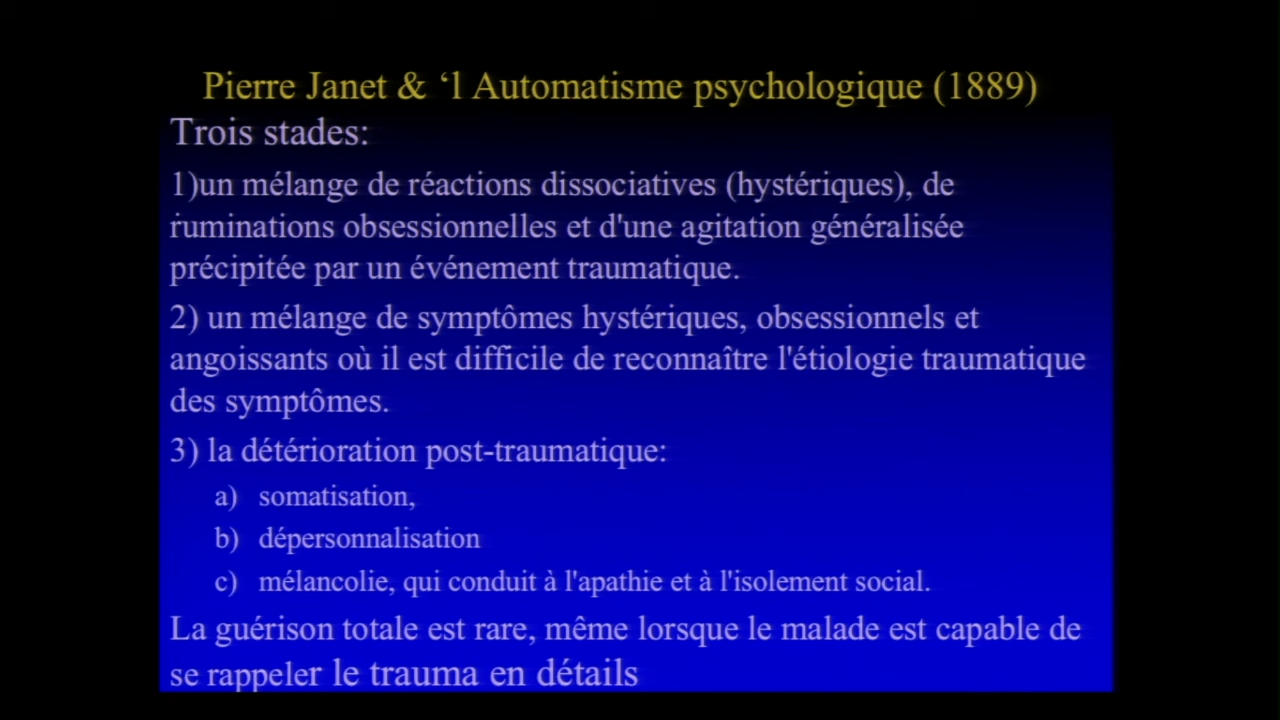 Pierre Janet & ‘l Automatisme psychologique (1889)
Trois stades:
1)un mélange de réactions dissociatives (hystériques), de
ruminations obsessionnelles et d'une agitation généralisée
précipitée par un événement traumatique.
2) un mélange de symptômes hystériques, obsessionnels et
angoissants où il est difficile de reconnaître l'étiologie traumatique
des symptômes.
3) la détérioration post-traumatique:
a) somatisation,
b) dépersonnalisation
c) mélancolie, qui conduit à l'apathie et à l'isolement social.
La guérison totale est rare, même lorsque le malade est capable de
se rappeler le trauma en détails